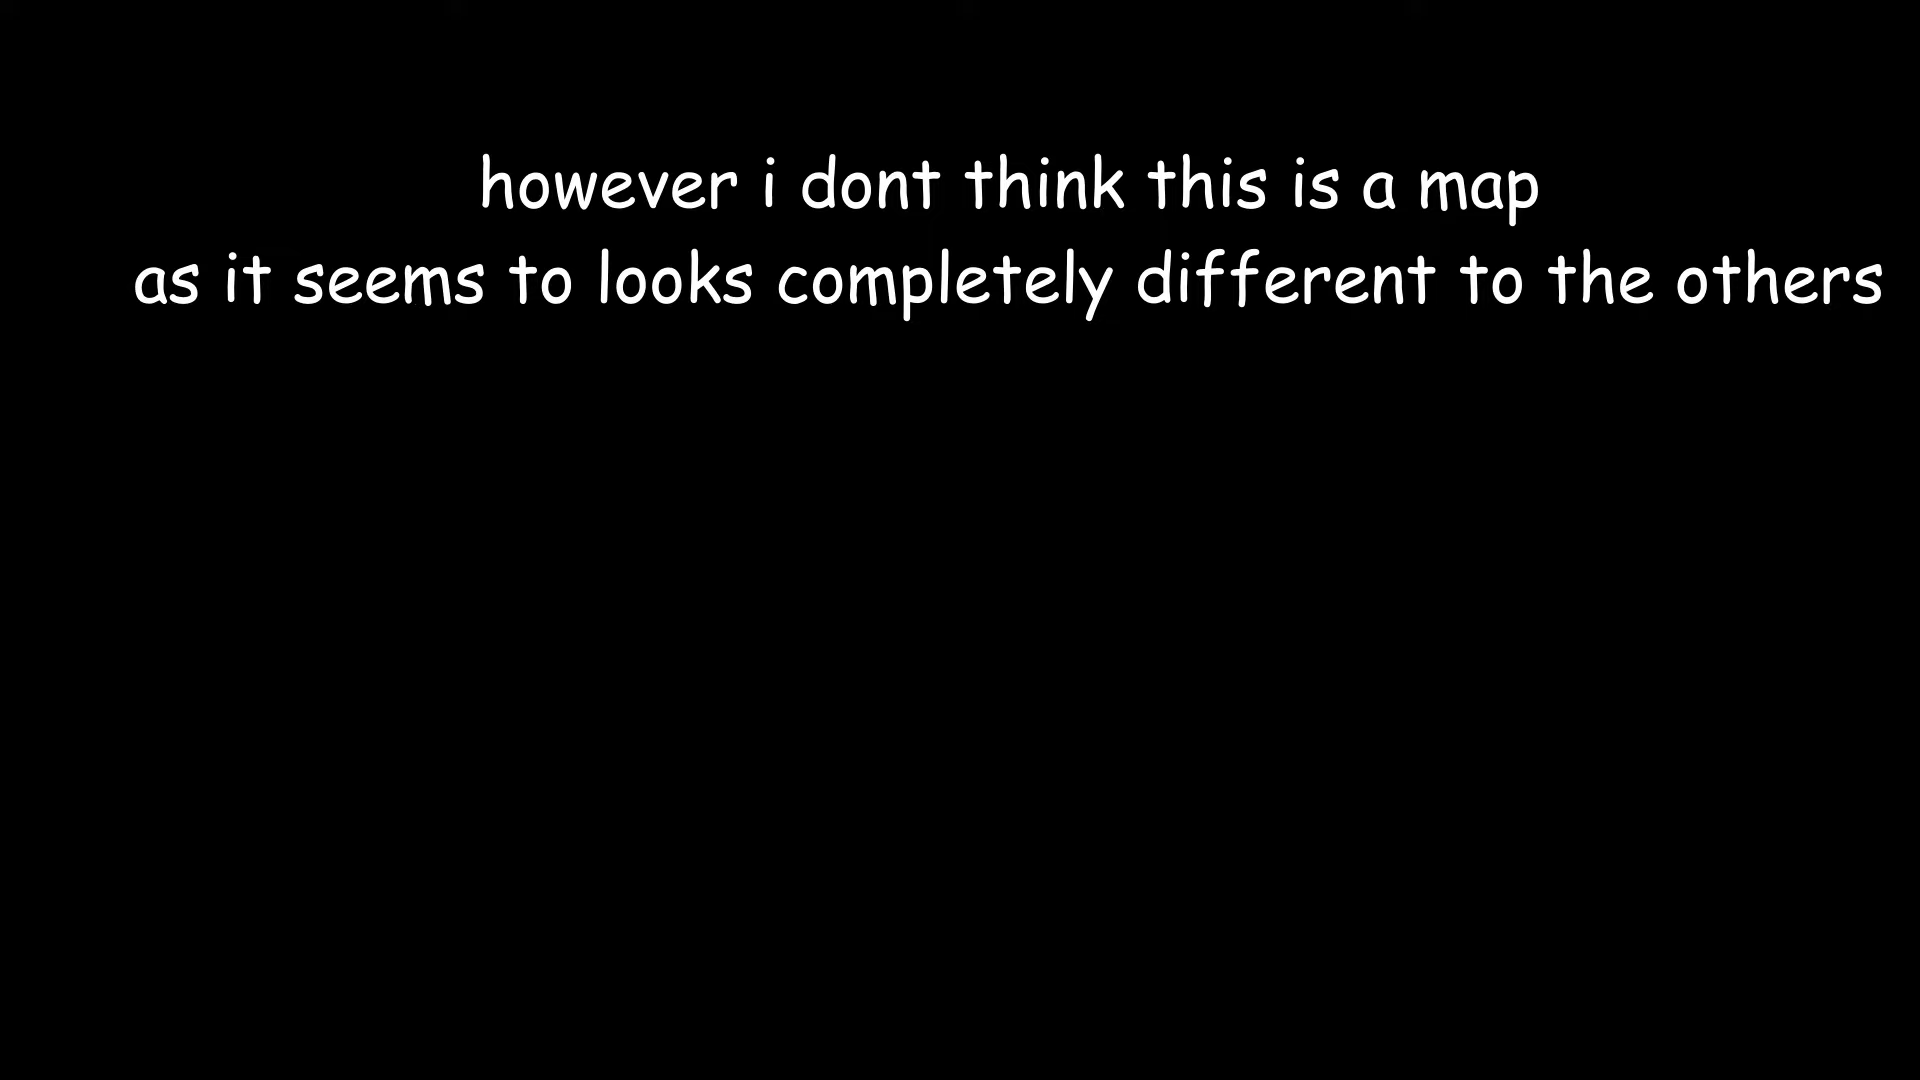 however i dont think this is a map
as it seems to looks completely different to the others